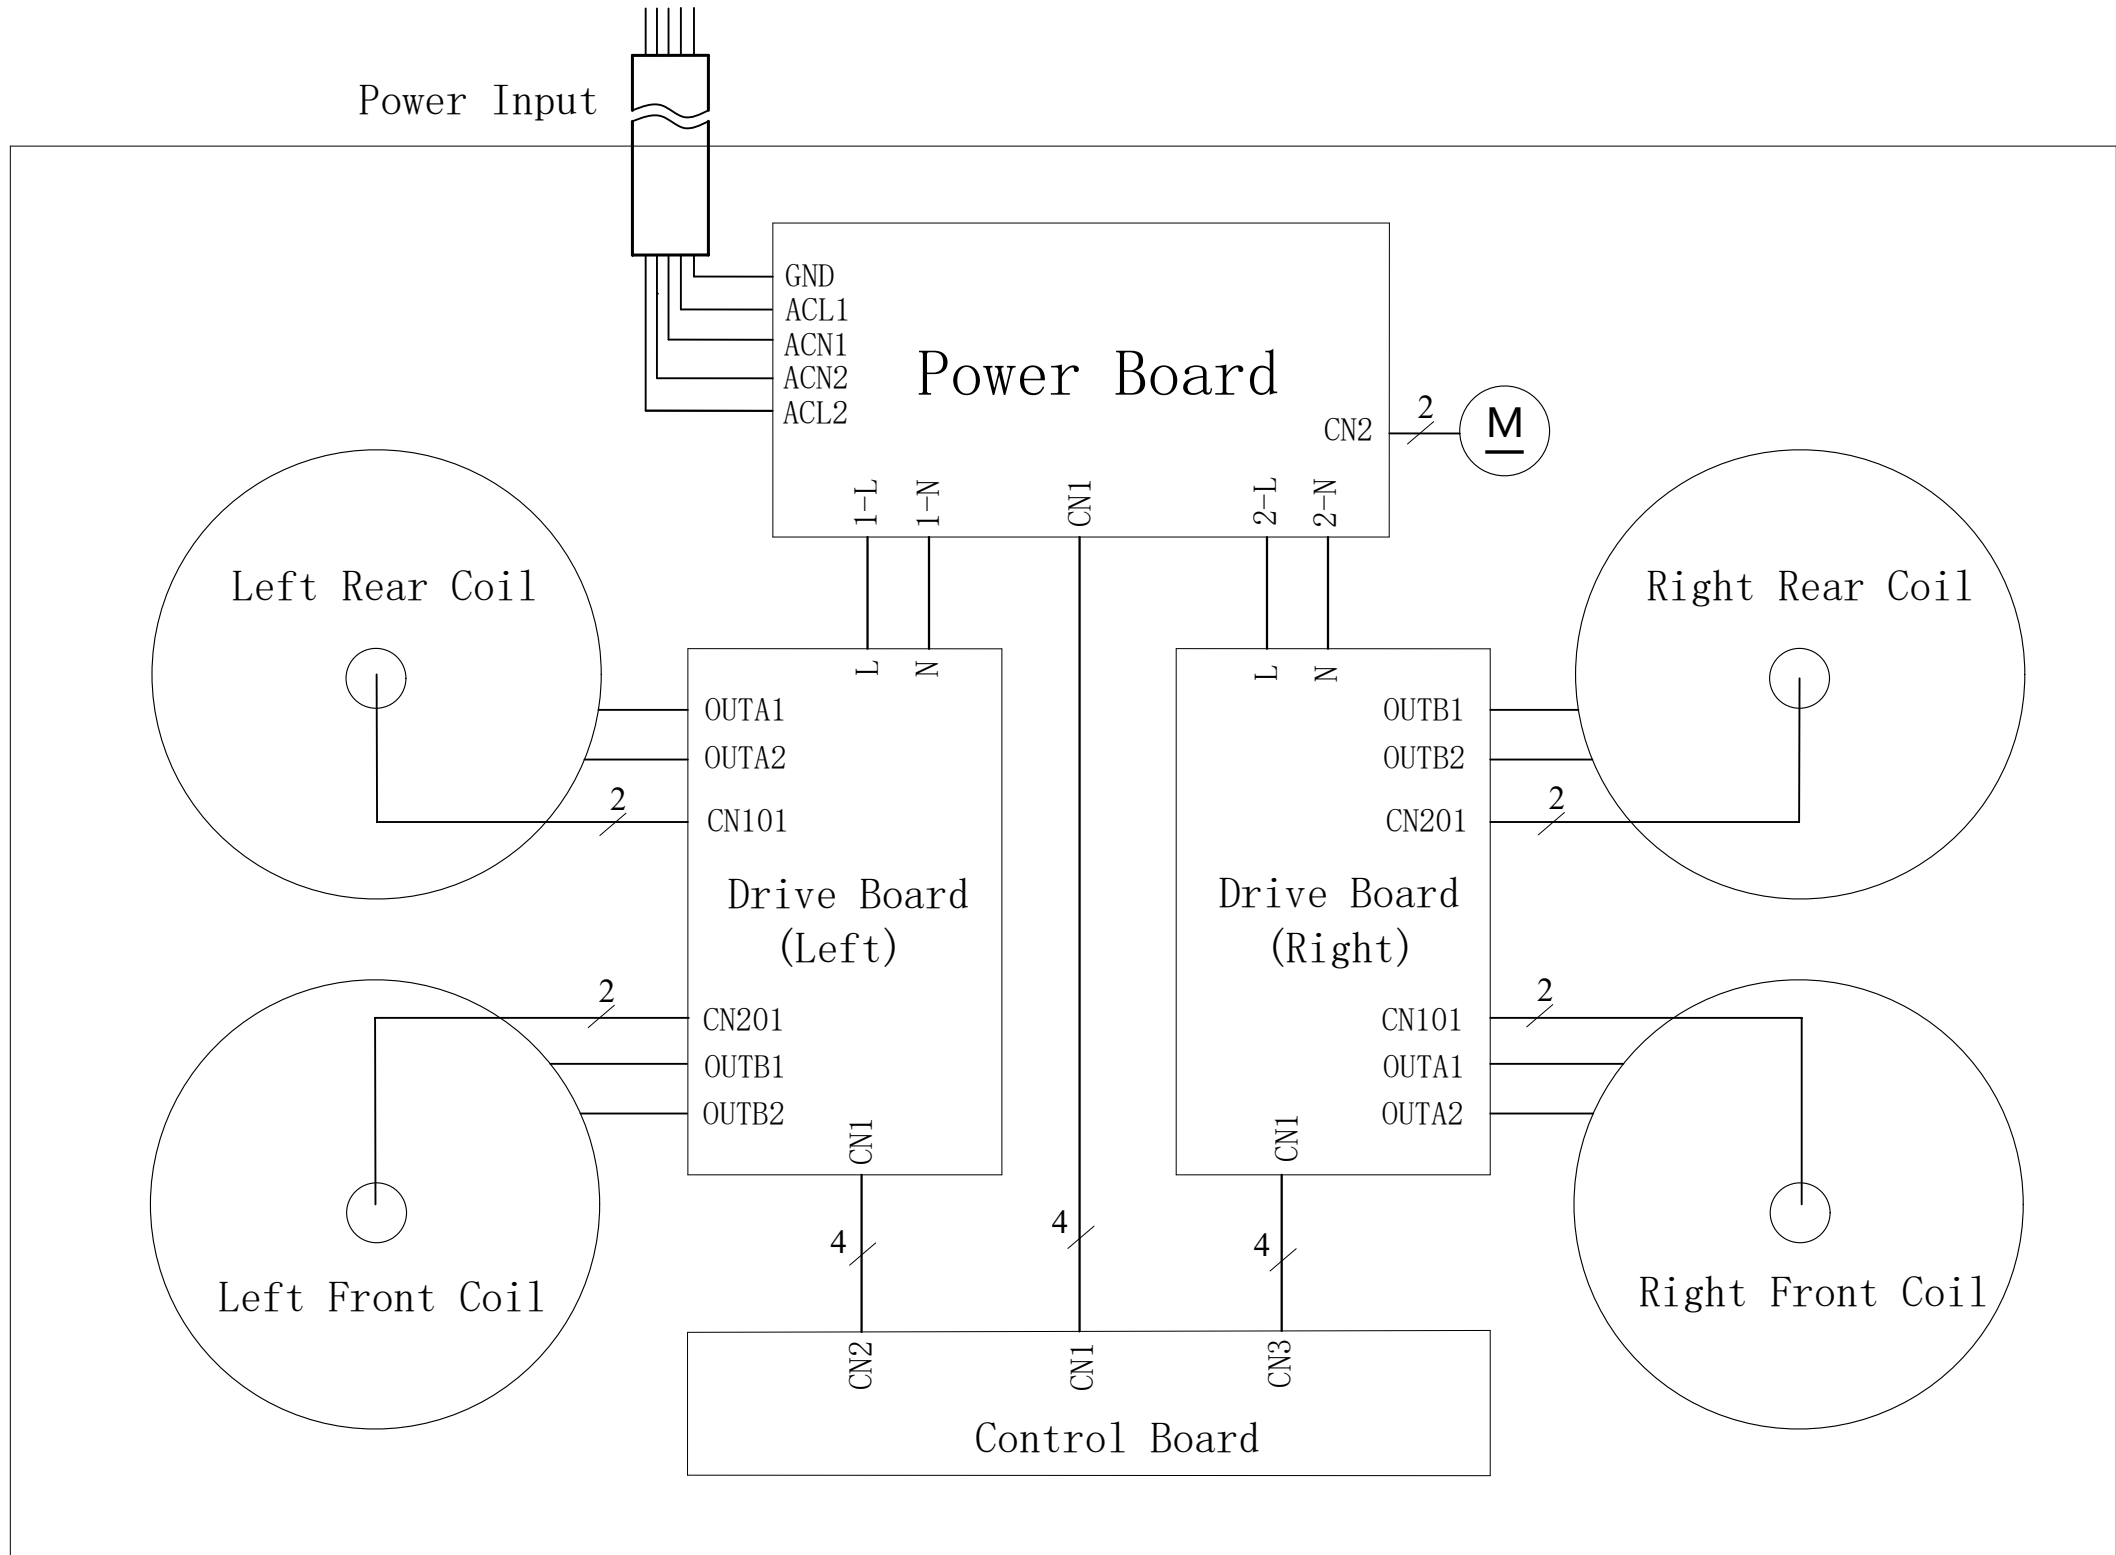 Power Input
GND
ACL1
ACN1
ACN2
ACL2
Power Board
CN2
2
M
1-L
1-N
CN1
2-L
2-N
Left Rear Coil
Right Rear Coil
L
N
L
N
OUTA1
OUTA2
2
CN101
OUTB1
OUTB2
CN201
2
Drive Board
(Left)
Drive Board
(Right)
2
CN201
OUTB1
OUTB2
CN1
CN101
2
OUTA1
OUTA2
CN1
4
4
4
Left Front Coil
Right Front Coil
CN2
CN1
CN3
Control Board